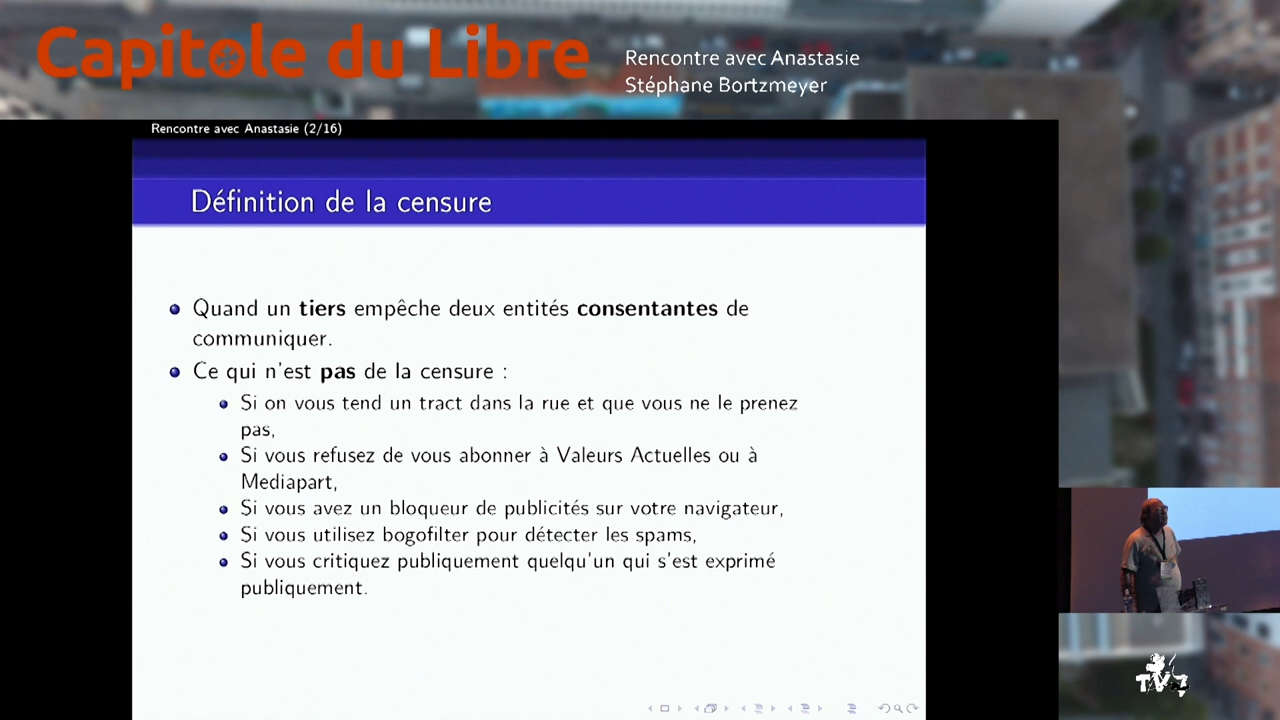 Capitole du Libre
Rencontre avec Anastasie
Stéphane Bortzmeyer
Rencontre avec Anastasie (2/16)
Définition de la censure
Quand un tiers empêche deux entités consentantes de
communiquer.
Ce qui n'est pas de la censure :
Si on vous tend un tract dans la rue et que vous ne le prenez
pas,
Si vous refusez de vous abonner à Valeurs Actuelles ou à
Mediapart,
Si vous avez un bloqueur de publicités sur votre navigateur,
Si vous utilisez bogofilter pour détecter les spams,
Si vous critiquez publiquement quelqu'un qui s'est exprimé
publiquement.
TV7